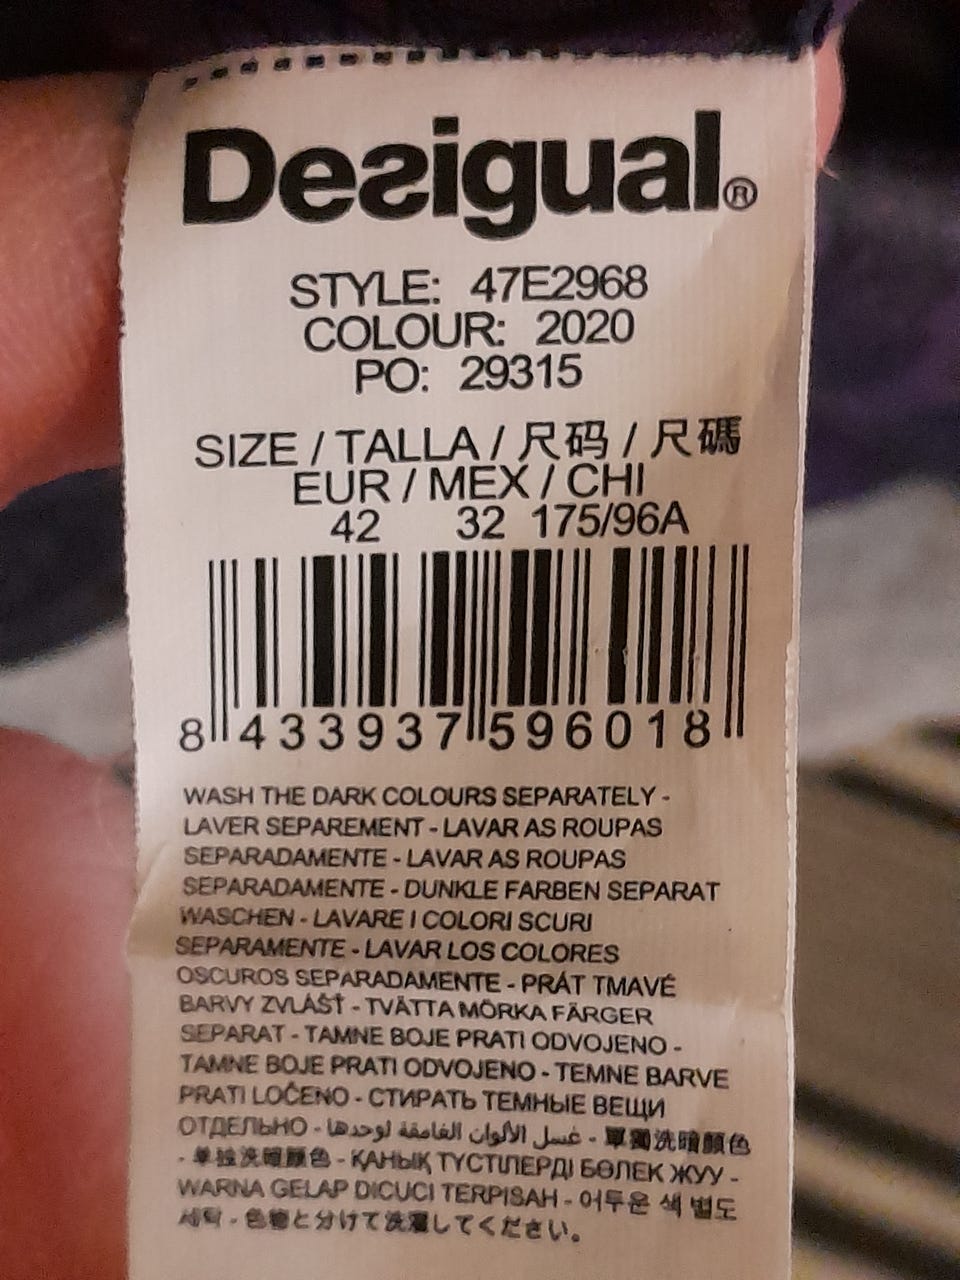 Desigual®
STYLE: 47E2968
COLOUR: 2020
PO: 29315
SIZE / TALLA / 尺码 / 尺碼
EUR / MEX / CHI
42 32 175/96A
8 433937 596018
WASH THE DARK COLOURS SEPARATELY -
LAVER SEPAREMENT - LAVAR AS ROUPAS
SEPARADAMENTE - LAVAR AS ROUPAS
SEPARADAMENTE - DUNKLE FARBEN SEPARAT
WASCHEN - LAVARE I COLORI SCURI
SEPARAMENTE - LAVAR LOS COLORES
OSCUROS SEPARADAMENTE - PRÁT TMAVÉ
BARVY ZVLÁŠŤ - TVÄTTA MÖRKA FÄRGER
SEPARAT - TAMNE BOJE PRATI ODVOJENO -
TAMNE BOJE PRATI ODVOJENO - TEMNE BARVE
PRATI LOČENO - СТИРАТЬ ТЕМНЫЕ ВЕЩИ
ОТДЕЛЬНО - غسل الألوان الغامقة لوحدها - 單獨洗暗顏色
- 单独洗暗颜色 - ҚАНЫҚ ТҮСТІЛЕРДІ БӨЛЕК ЖУУ -
WARNA GELAP DICUCI TERPISAH - 어두운 색 별도
세탁 - 色物と分けて洗濯してください。